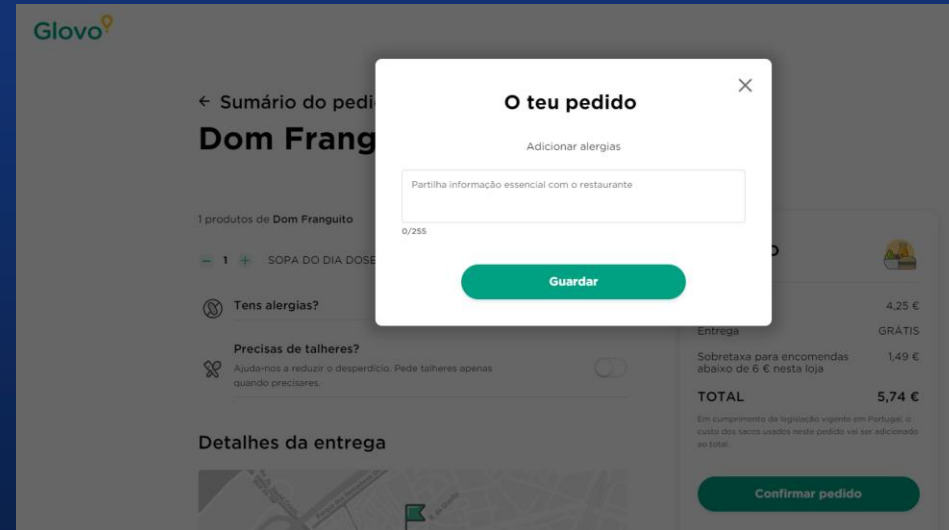 Glovo
← Sumário do pedi
Dom Frang
1 produtos de Dom Franguito
− 1 + SOPA DO DIA DOSE
Tens alergias?
Precisas de talheres?
Ajuda-nos a reduzir o desperdício. Pede talheres apenas
quando precisares.
Detalhes da entrega
O teu pedido
Adicionar alergias
Partilha informação essencial com o restaurante
0/255
Guardar
4,25 €
Entrega GRÁTIS
Sobretaxa para encomendas 1,49 €
abaixo de 6 € nesta loja
TOTAL 5,74 €
Em cumprimento da legislação vigente em Portugal, o
custo dos sacos usados neste pedido vai ser adicionado
ao total.
Confirmar pedido